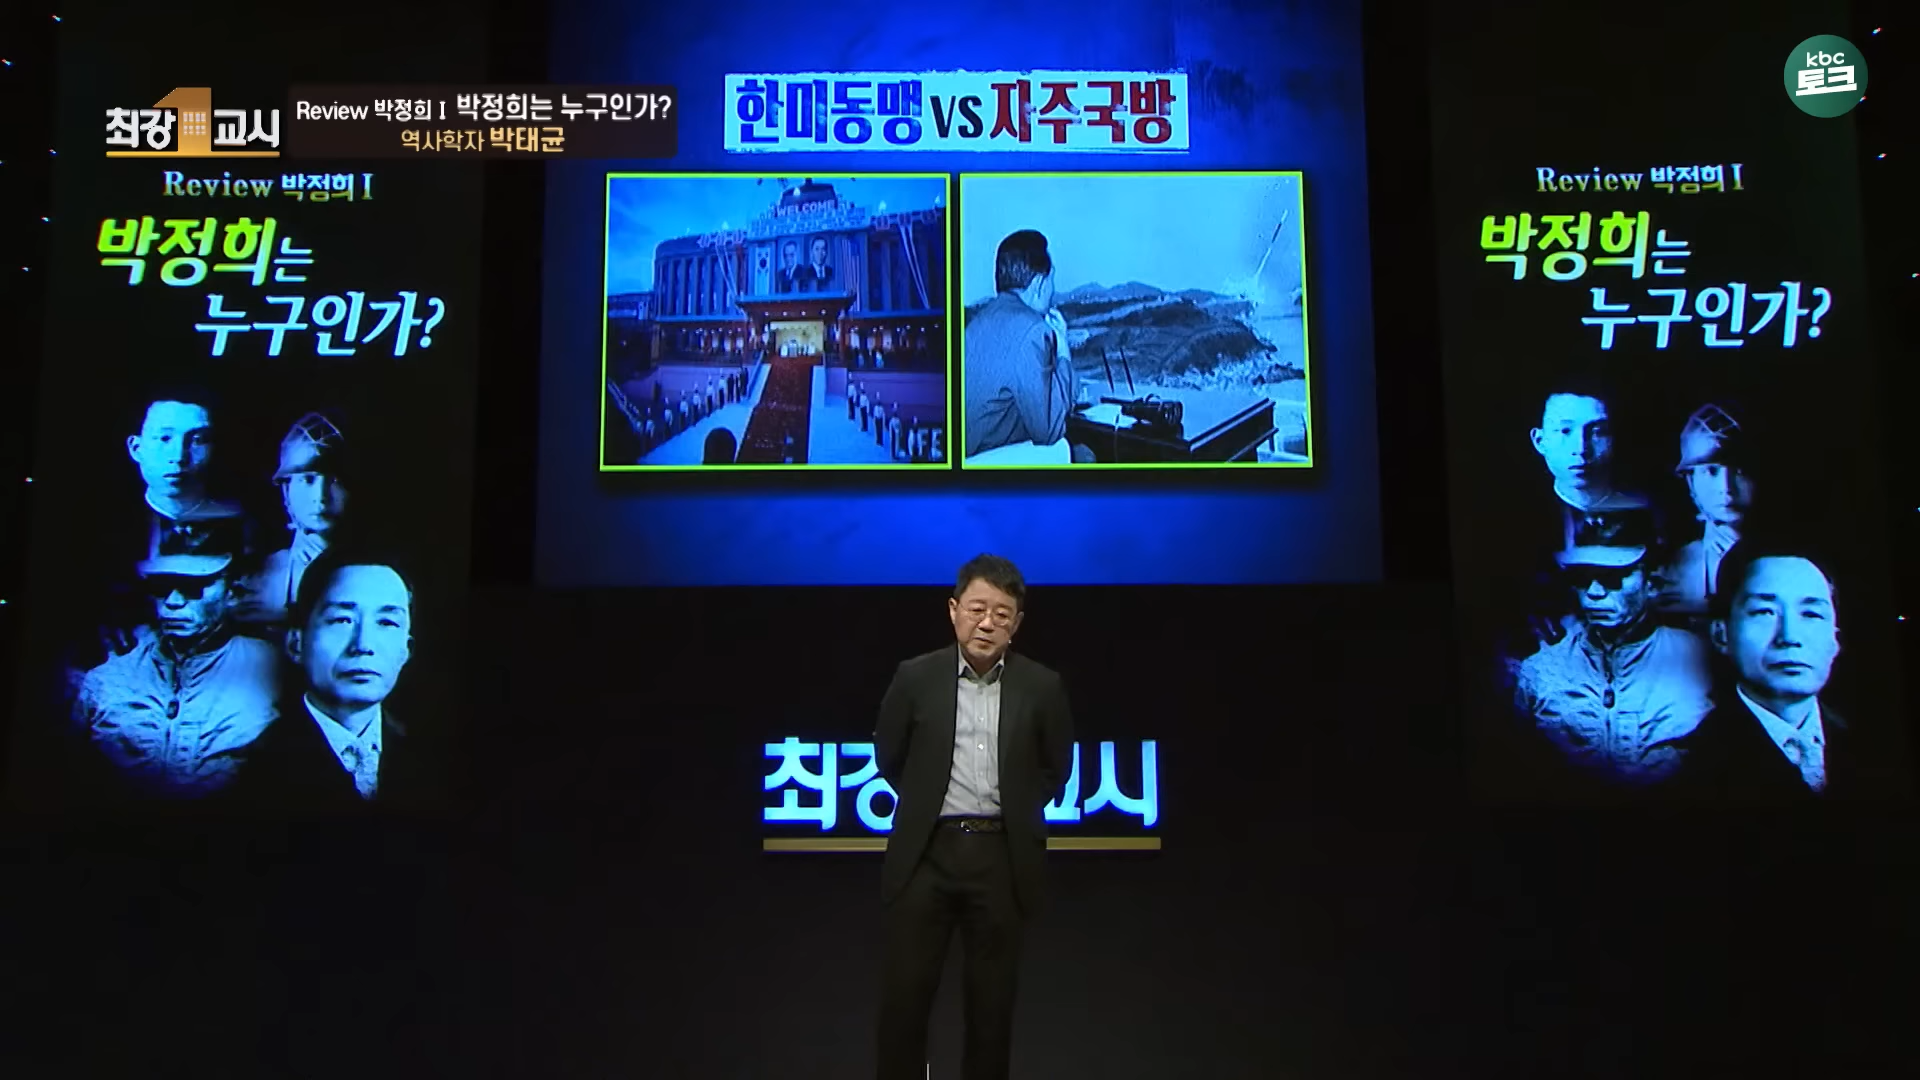 kbc
토크
최강1교시
Review 박정희 I 박정희는 누구인가?
역사학자 박태균
한미동맹 VS 자주국방
WELCOME
LIFE
Review 박정희 I
박정희는
누구인가?
Review 박정희 I
박정희는
누구인가?
최강 교시